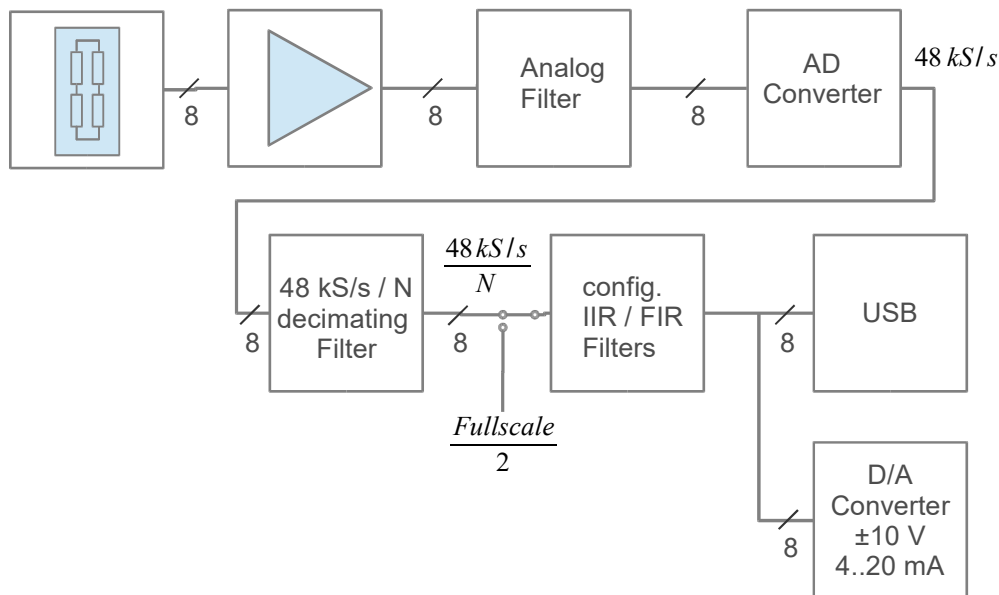 8
8
Analog
Filter
8
AD
Converter
48 kS/s
8
48 kS/s / N
decimating
Filter
48 kS/s
N
8
Fullscale
2
config.
IIR / FIR
Filters
8
USB
8
D/A
Converter
±10 V
4..20 mA